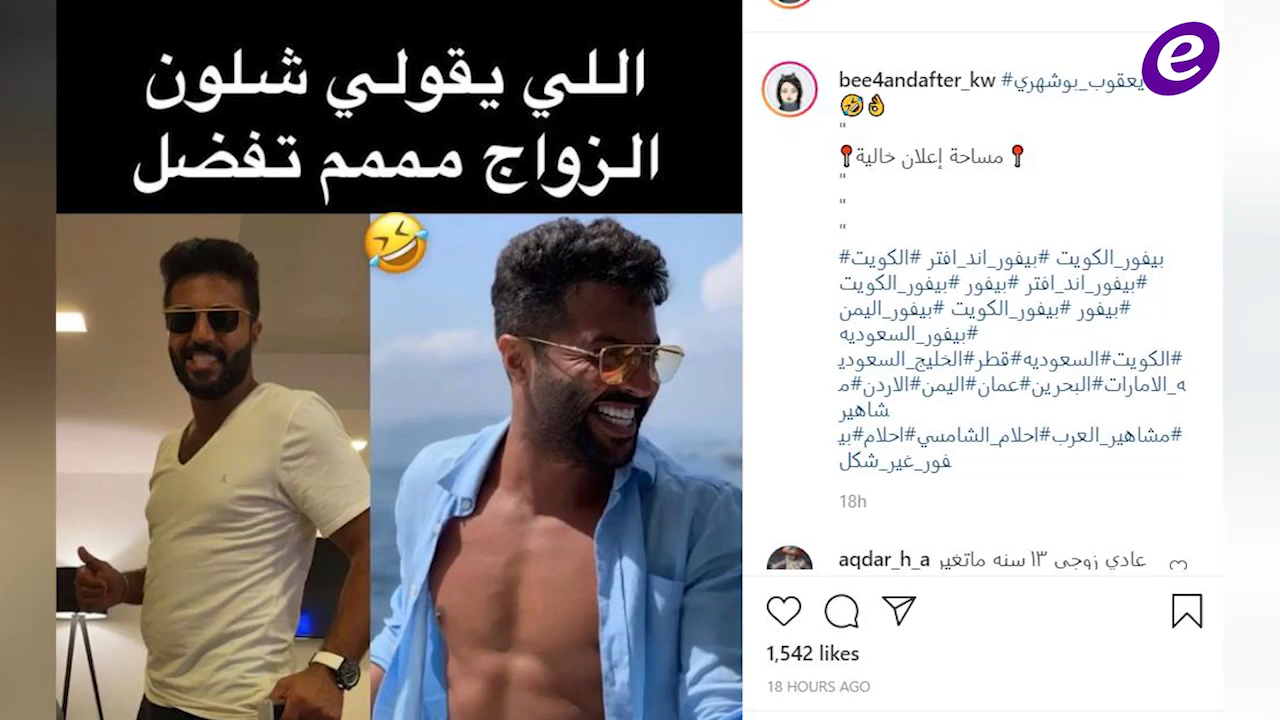 اللي يقولي شلون
الزواج مممم تفضل
e
bee4andafter_kw #يعقوب_بوشهري
🤣👌
"
📍مساحة إعلان خالية📍
"
"
"
#بيفور_الكويت #بيفور_اند_افتر #الكويت
#بيفور_اند_افتر #بيفور #بيفور_الكويت
#بيفور #بيفور_الكويت #بيفور_اليمن
#بيفور_السعوديه
#الكويت#السعوديه#قطر#الخليج_السعودي
ه_الامارات#البحرين#عمان#اليمن#الاردن#م
شاهير
#مشاهير_العرب#احلام_الشامسي#احلام#بي
فور_غير_شكل
18h
aqdar_h_a عادي زوجي ١٣ سنه ماتغير
1,542 likes
18 HOURS AGO